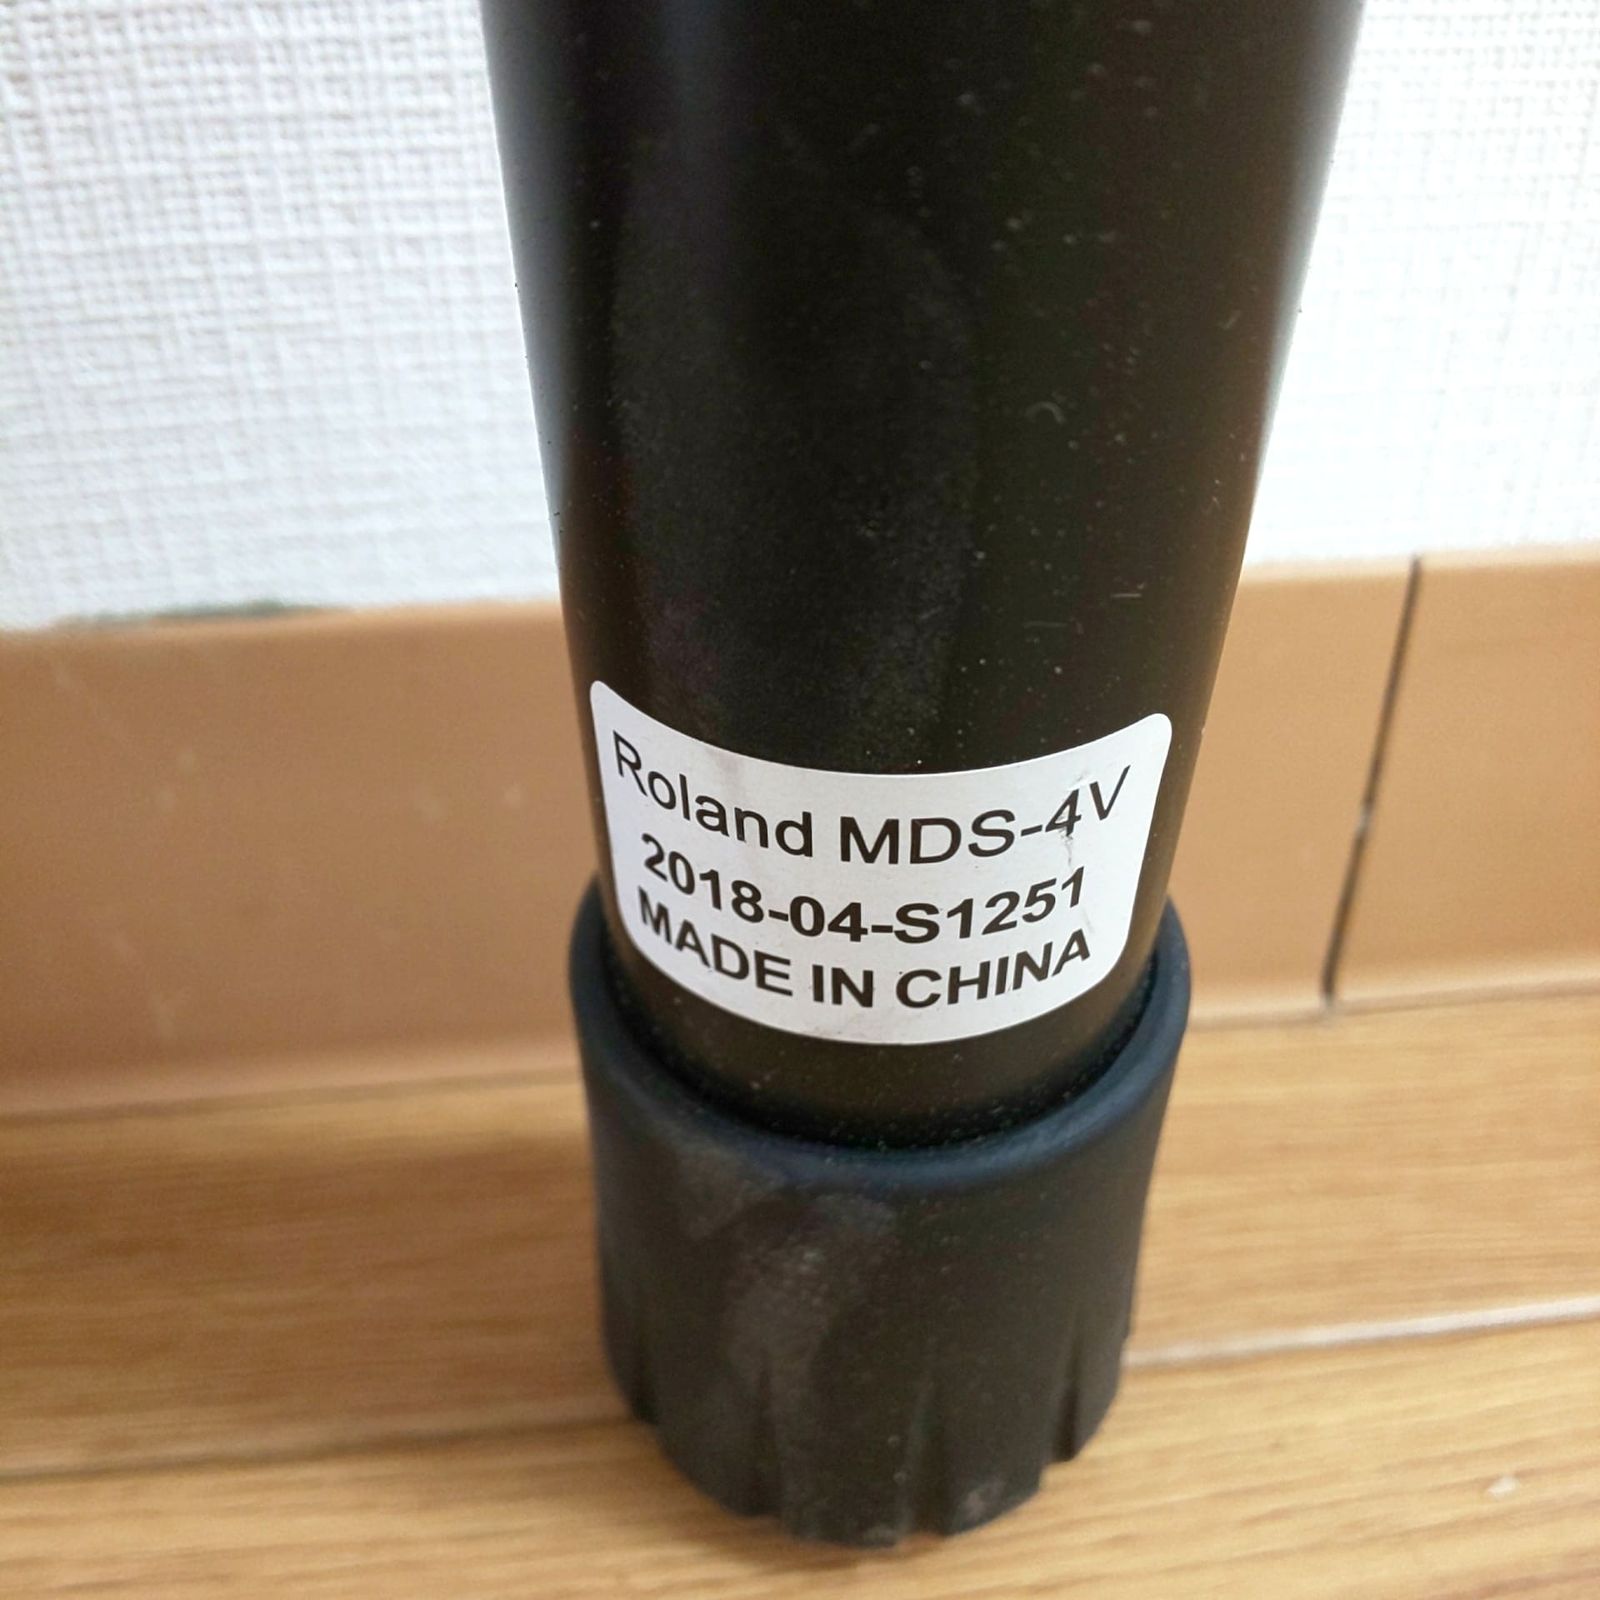 Roland MDS-4V
2018-04-S1251
MADE IN CHINA